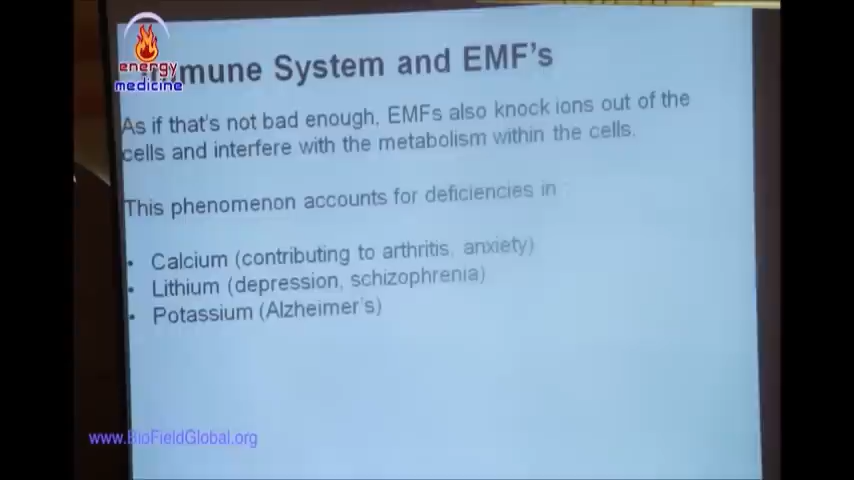 energy
medicine
Immune System and EMF's
As if that's not bad enough, EMFs also knock ions out of the
cells and interfere with the metabolism within the cells.
This phenomenon accounts for deficiencies in :
• Calcium (contributing to arthritis, anxiety)
• Lithium (depression, schizophrenia)
• Potassium (Alzheimer's)
www.BioFieldGlobal.org